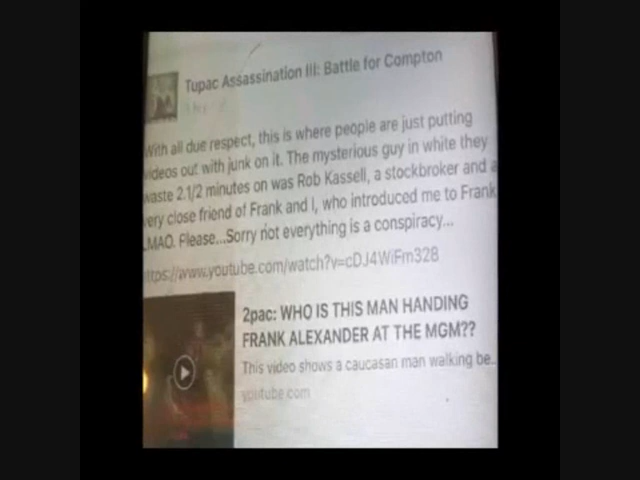 Tupac Assassination III: Battle for Compton
With all due respect, this is where people are just putting
videos out with junk on it. The mysterious guy in white they
waste 2.1/2 minutes on was Rob Kassell, a stockbroker and a
very close friend of Frank and I, who introduced me to Frank
LMAO. Please...Sorry not everything is a conspiracy...
https://www.youtube.com/watch?v=cDJ4WiFm328
2pac: WHO IS THIS MAN HANDING
FRANK ALEXANDER AT THE MGM??
This video shows a caucasian man walking be..
youtube.com